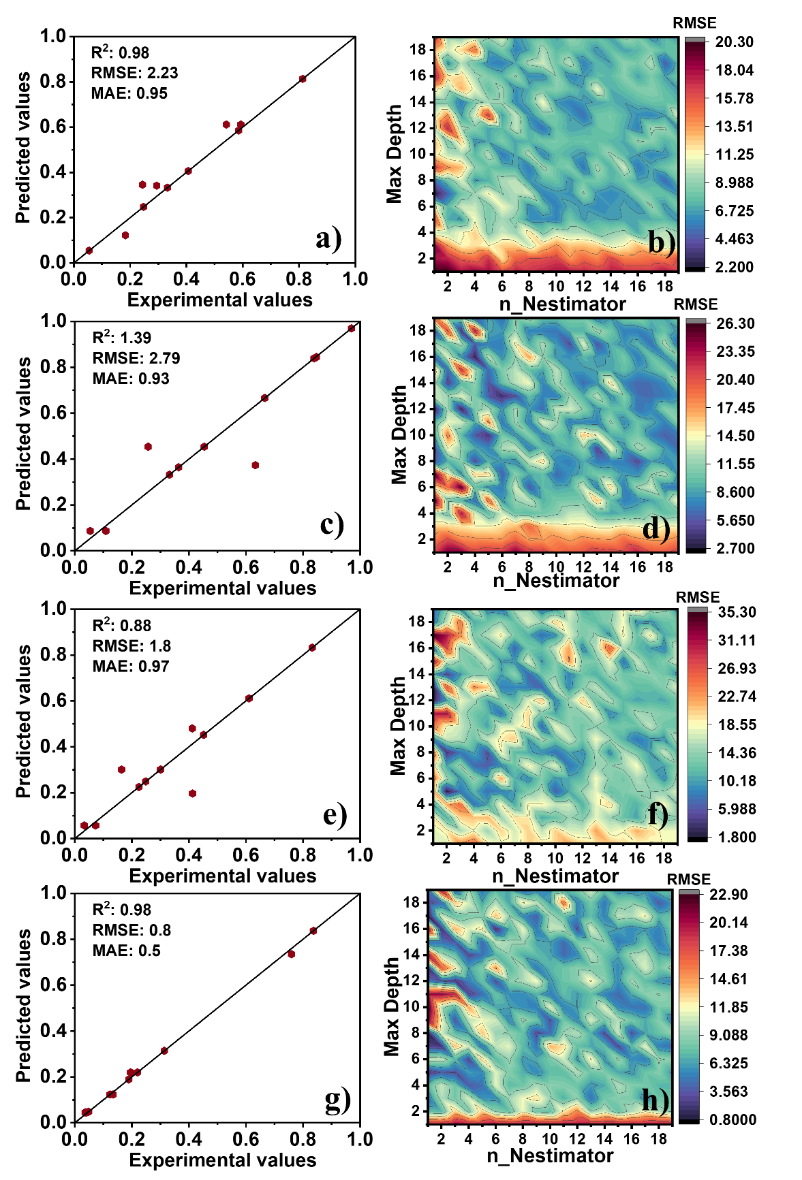 R²: 0.98
RMSE: 2.23
MAE: 0.95
1.0
0.8
0.6
0.4
0.2
0.0
0.0 0.2 0.4 0.6 0.8 1.0
Predicted values
Experimental values
a)
RMSE
18
16
14
12
10
8
6
4
2
2 4 6 8 10 12 14 16 18
Max Depth
n_Nestimator
b)
20.30
18.04
15.78
13.51
11.25
8.988
6.725
4.463
2.200
R²: 1.39
RMSE: 2.79
MAE: 0.93
1.0
0.8
0.6
0.4
0.2
0.0
0.0 0.2 0.4 0.6 0.8 1.0
Predicted values
Experimental values
c)
RMSE
18
16
14
12
10
8
6
4
2
2 4 6 8 10 12 14 16 18
Max Depth
n_Nestimator
d)
26.30
23.35
20.40
17.45
14.50
11.55
8.600
5.650
2.700
R²: 0.88
RMSE: 1.8
MAE: 0.97
1.0
0.8
0.6
0.4
0.2
0.0
0.0 0.2 0.4 0.6 0.8 1.0
Predicted values
Experimental values
e)
RMSE
18
16
14
12
10
8
6
4
2
2 4 6 8 10 12 14 16 18
Max Depth
n_Nestimator
f)
35.30
31.11
26.93
22.74
18.55
14.36
10.18
5.988
1.800
R²: 0.98
RMSE: 0.8
MAE: 0.5
1.0
0.8
0.6
0.4
0.2
0.0
0.0 0.2 0.4 0.6 0.8 1.0
Predicted values
Experimental values
g)
RMSE
18
16
14
12
10
8
6
4
2
2 4 6 8 10 12 14 16 18
Max Depth
n_Nestimator
h)
22.90
20.14
17.38
14.61
11.85
9.088
6.325
3.563
0.8000